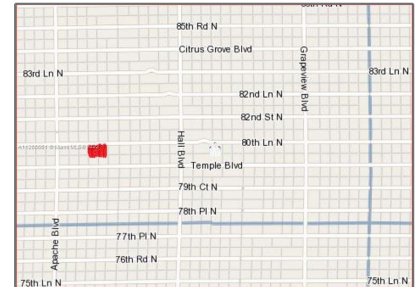 85th Rd N
Citrus Grove Blvd
83rd Ln N
83rd Ln N
82nd Ln N
82nd St N
80th Ln N
Temple Blvd
79th Ct N
78th Pl N
77th Pl N
76th Rd N
75th Ln N
75th Ln N
Apache Blvd
Hall Blvd
Grapeview Blvd